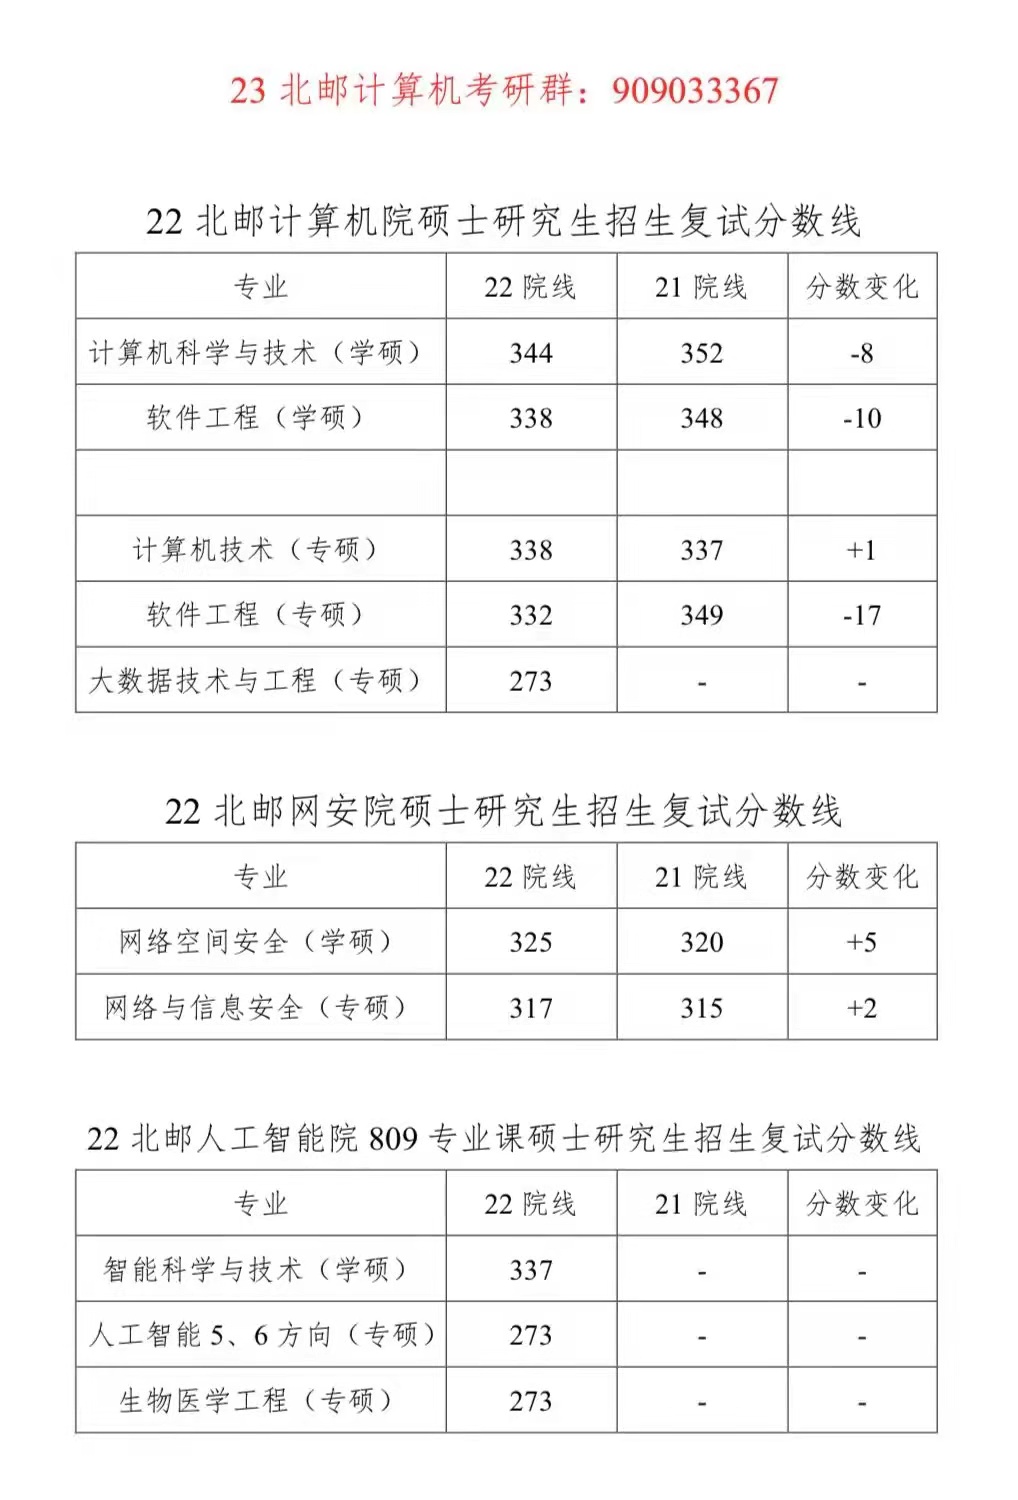 23 北邮计算机考研群：909033367
22 北邮计算机院硕士研究生招生复试分数线
专业 22 院线 21 院线 分数变化
计算机科学与技术（学硕） 344 352 -8
软件工程（学硕） 338 348 -10
计算机技术（专硕） 338 337 +1
软件工程（专硕） 332 349 -17
大数据技术与工程（专硕） 273 - -
22 北邮网安院硕士研究生招生复试分数线
专业 22 院线 21 院线 分数变化
网络空间安全（学硕） 325 320 +5
网络与信息安全（专硕） 317 315 +2
22 北邮人工智能院 809 专业课硕士研究生招生复试分数线
专业 22 院线 21 院线 分数变化
智能科学与技术（学硕） 337 - -
人工智能 5、6 方向（专硕） 273 - -
生物医学工程（专硕） 273 - -